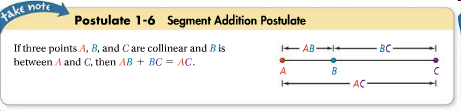 take note
Postulate 1-6 Segment Addition Postulate
If three points A, B, and C are collinear and B is
between A and C, then AB + BC = AC.
AB BC
A B C
AC